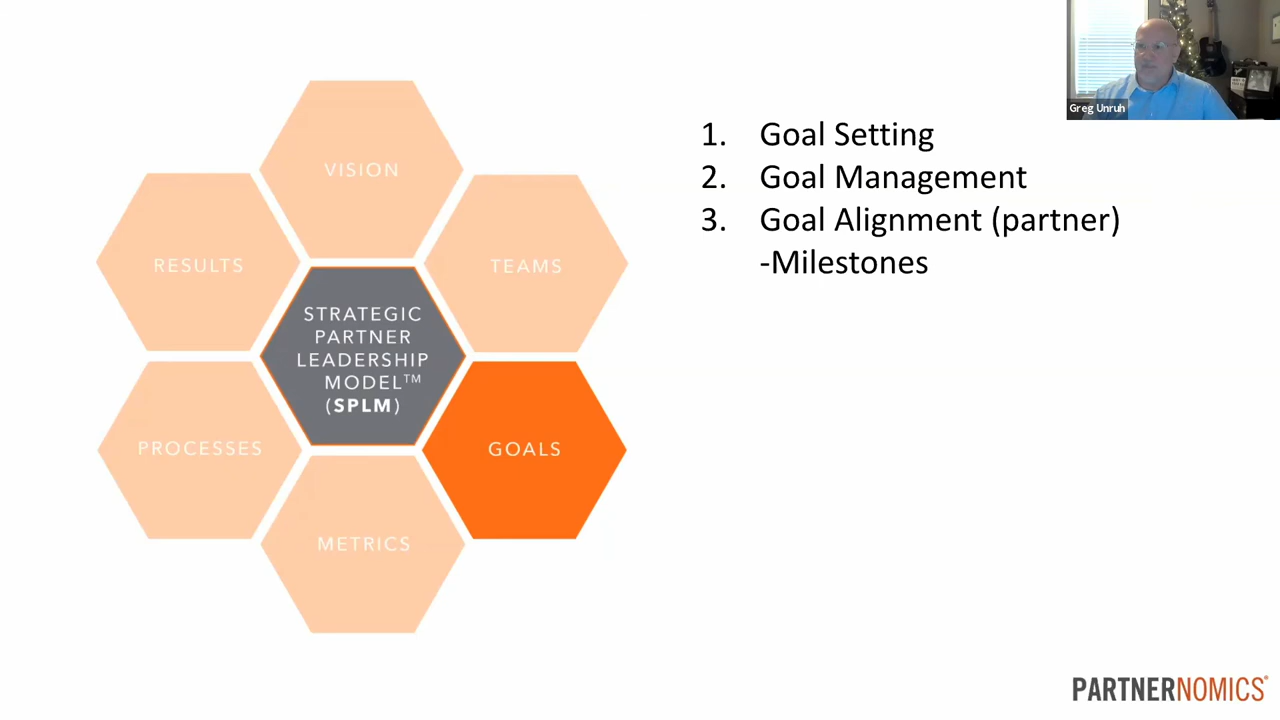 VISION
RESULTS
TEAMS
STRATEGIC
PARTNER
LEADERSHIP
MODEL™
(SPLM)
PROCESSES
GOALS
METRICS
1. Goal Setting
2. Goal Management
3. Goal Alignment (partner)
-Milestones
Greg Unruh
PARTNERNOMICS®